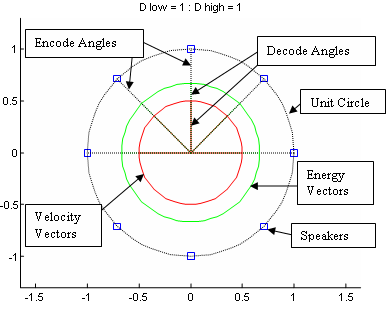 D low = 1 : D high = 1
Encode Angles
Decode Angles
Unit Circle
Energy
Vectors
Velocity
Vectors
Speakers
1
0.5
0
-0.5
-1
-1.5
-1
-0.5
0
0.5
1
1.5